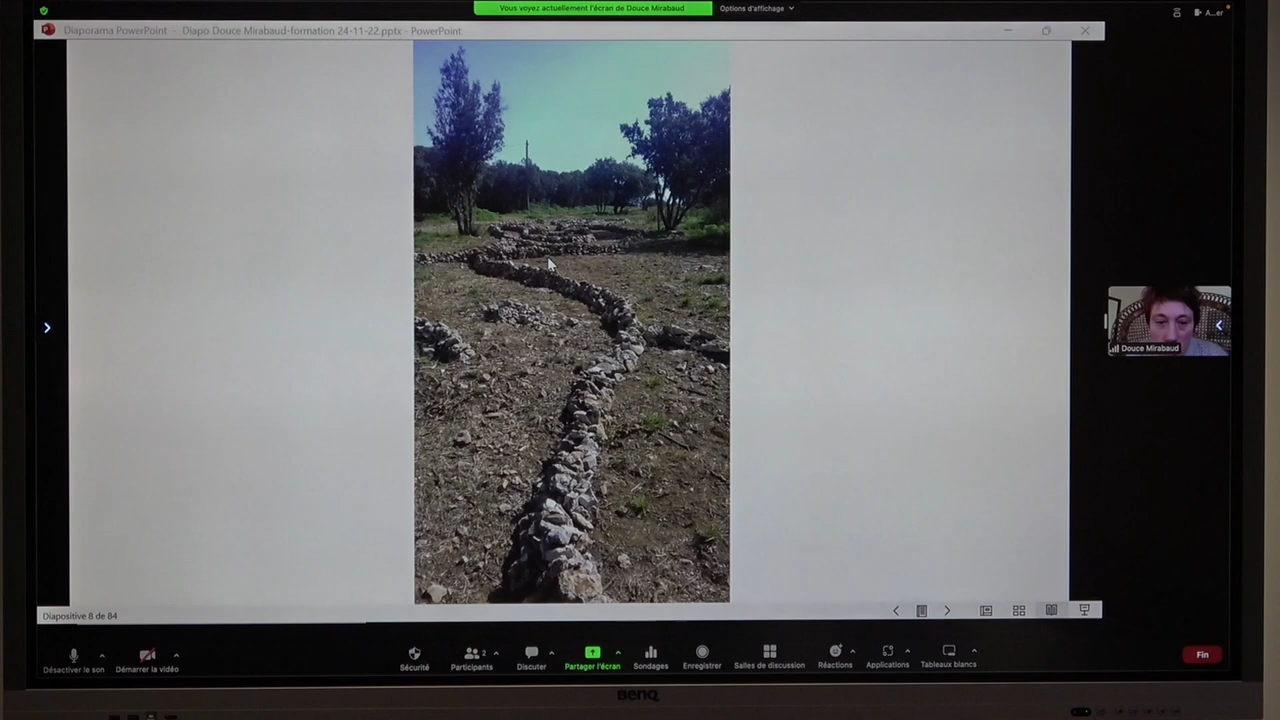 Vous voyez actuellement l'écran de Douce Mirabaud
Options d'affichage
A...er
Diaporama PowerPoint - Diapo Douce Mirabaud-formation 24-11-22.pptx - PowerPoint
Douce Mirabaud
Diapositive 8 de 84
Désactiver le son
Démarrer la vidéo
Sécurité
Participants
2
Discuter
Partager l'écran
Sondages
Enregistrer
Salles de discussion
Réactions
Applications
Tableaux blancs
Fin
BenQ